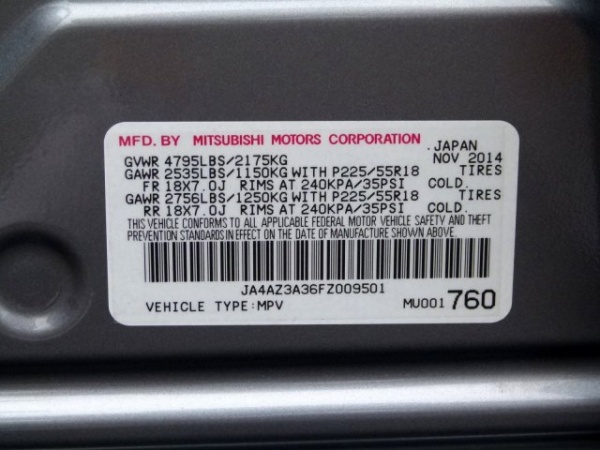 MFD. BY MITSUBISHI MOTORS CORPORATION JAPAN
GVWR 4795LBS/2175KG NOV 2014
GAWR 2535LBS/1150KG WITH P225/55R18 TIRES
FR 18X7.0J RIMS AT 240KPA/35PSI COLD.
GAWR 2756LBS/1250KG WITH P225/55R18 TIRES
RR 18X7.0J RIMS AT 240KPA/35PSI COLD.
THIS VEHICLE CONFORMS TO ALL APPLICABLE FEDERAL MOTOR VEHICLE SAFETY AND THEFT
PREVENTION STANDARDS IN EFFECT ON THE DATE OF MANUFACTURE SHOWN ABOVE.
JA4AZ3A36FZ009501
VEHICLE TYPE:MPV MU001 760